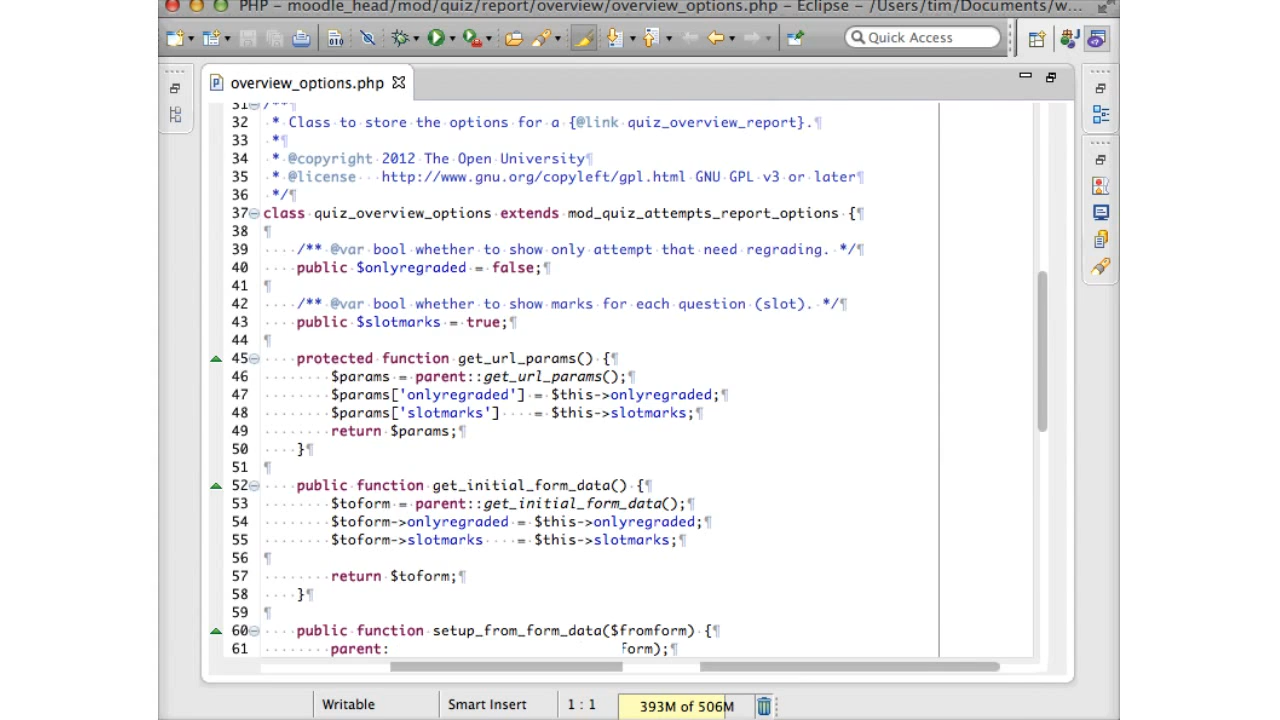 PHP - moodle_head/mod/quiz/report/overview/overview_options.php - Eclipse - /Users/tim/Documents/w...
Quick Access
overview_options.php
31 /**
32 * Class to store the options for a {@link quiz_overview_report}.
33 *
34 * @copyright 2012 The Open University
35 * @license http://www.gnu.org/copyleft/gpl.html GNU GPL v3 or later
36 */
37 class quiz_overview_options extends mod_quiz_attempts_report_options {
38
39 /** @var bool whether to show only attempt that need regrading. */
40 public $onlyregraded = false;
41
42 /** @var bool whether to show marks for each question (slot). */
43 public $slotmarks = true;
44
45 protected function get_url_params() {
46 $params = parent::get_url_params();
47 $params['onlyregraded'] = $this->onlyregraded;
48 $params['slotmarks'] = $this->slotmarks;
49 return $params;
50 }
51
52 public function get_initial_form_data() {
53 $toform = parent::get_initial_form_data();
54 $toform->onlyregraded = $this->onlyregraded;
55 $toform->slotmarks = $this->slotmarks;
56
57 return $toform;
58 }
59
60 public function setup_from_form_data($fromform) {
61 parent: form);
Writable Smart Insert 1 : 1 393M of 506M